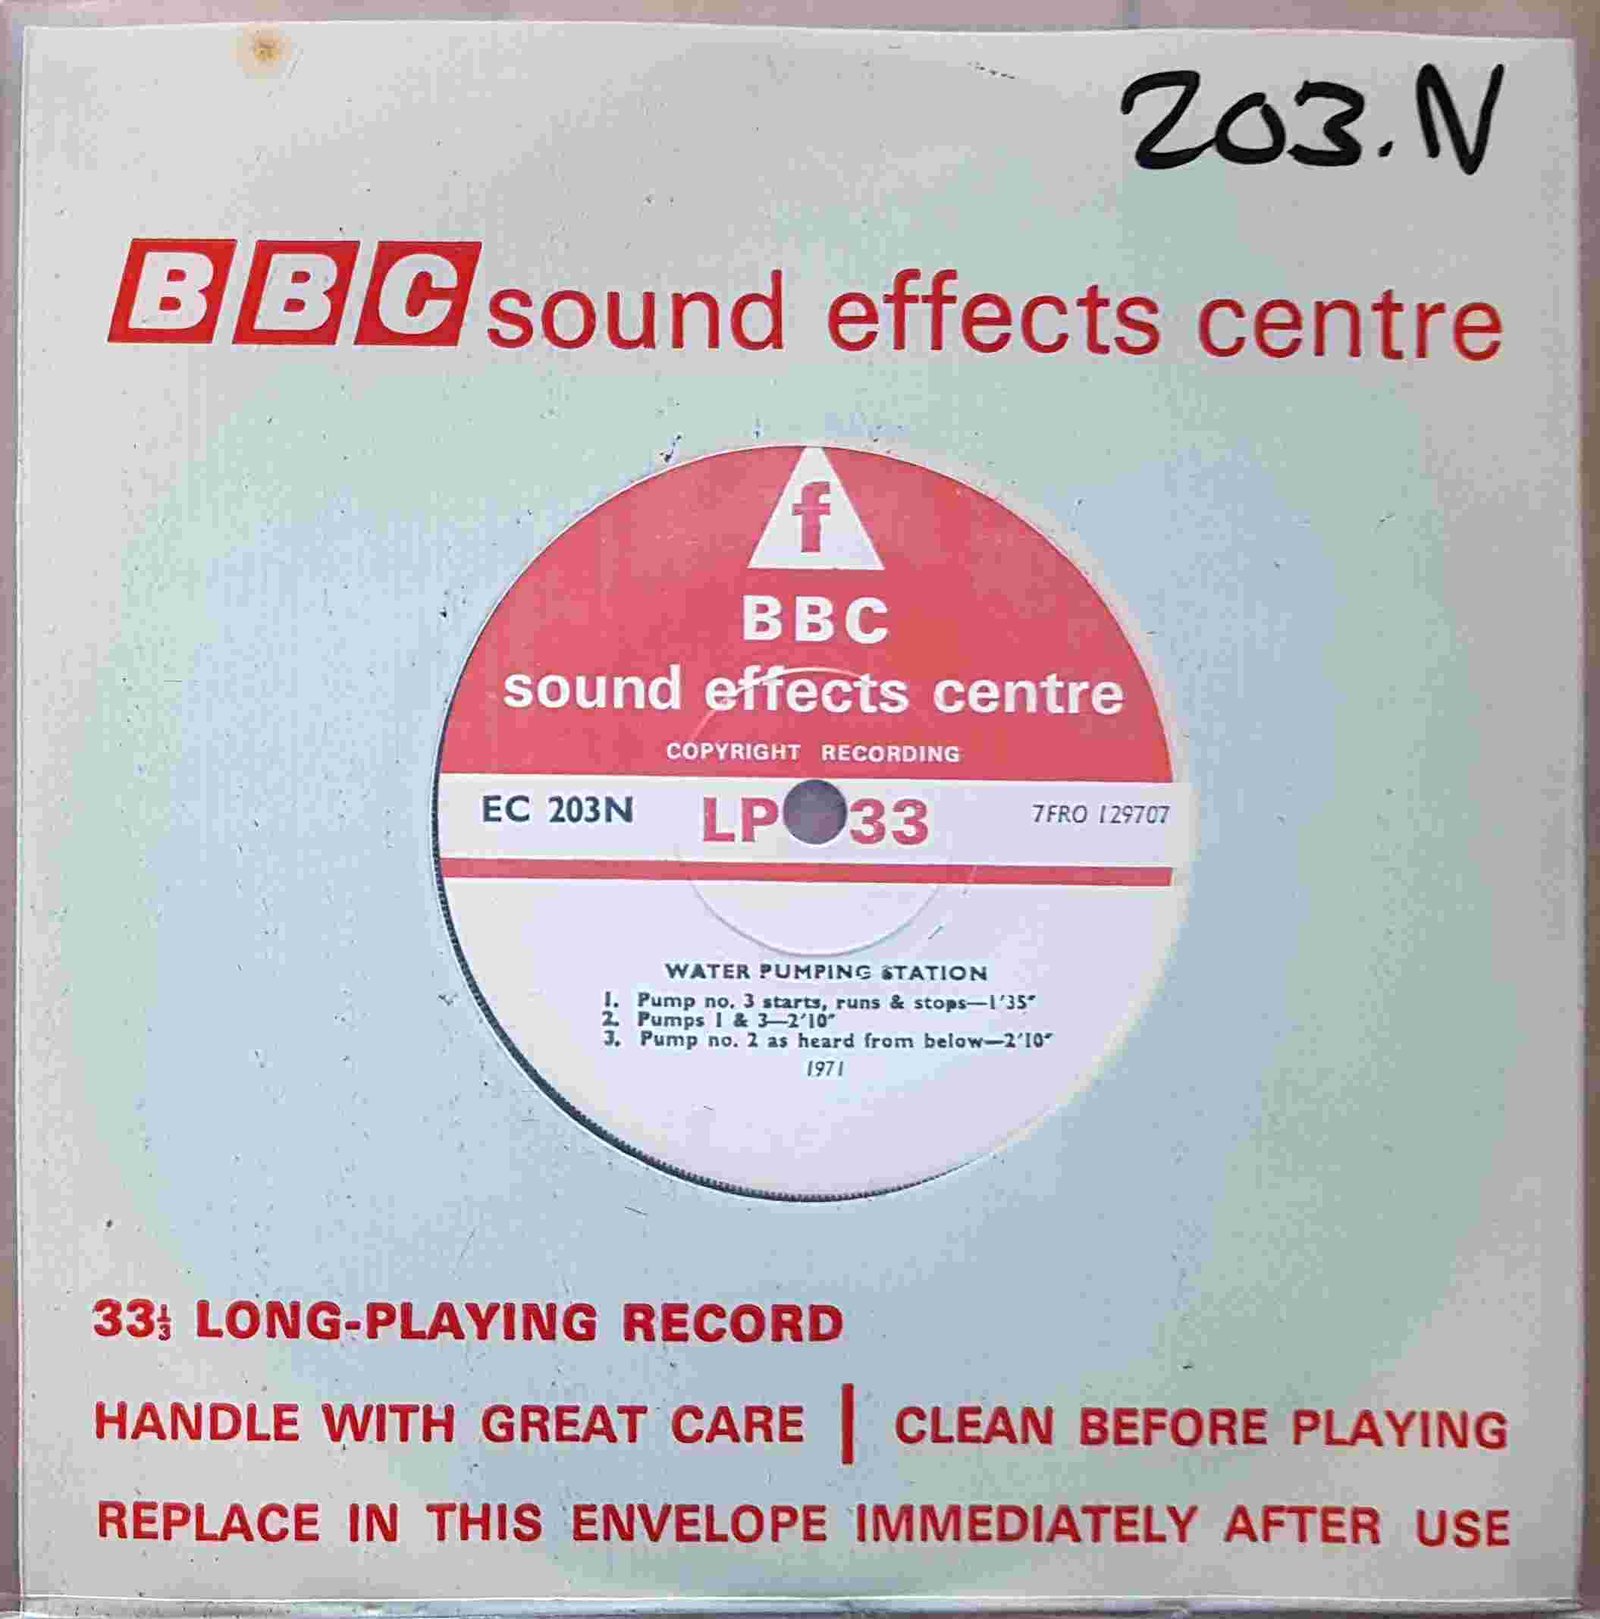 203.N
BBC sound effects centre
f
BBC
sound effects centre
COPYRIGHT RECORDING
EC 203N LP 33 7FRO 129707
WATER PUMPING STATION
1. Pump no. 3 starts, runs & stops—1'35"
2. Pumps 1 & 3—2'10"
3. Pump no. 2 as heard from below—2'10"
1971
33⅓ LONG-PLAYING RECORD
HANDLE WITH GREAT CARE | CLEAN BEFORE PLAYING
REPLACE IN THIS ENVELOPE IMMEDIATELY AFTER USE